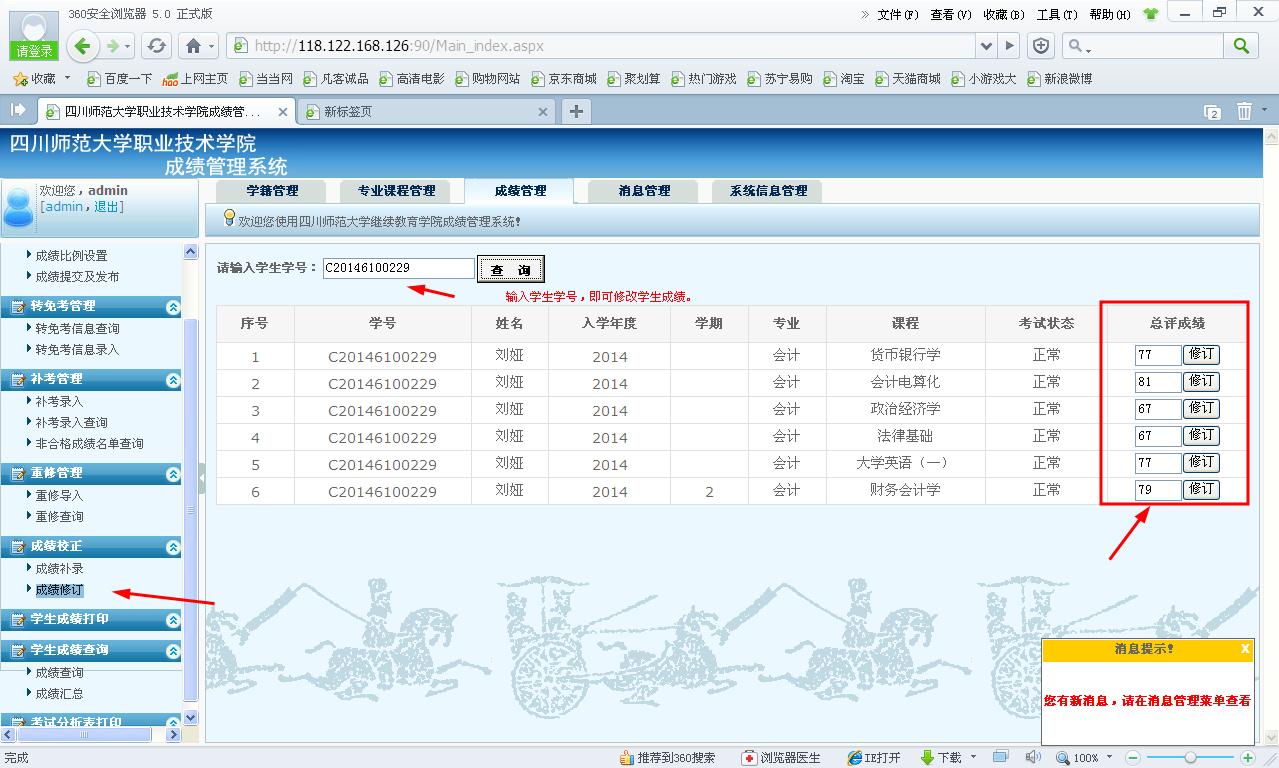 360安全浏览器 5.0 正式版
» 文件(F) 查看(V) 收藏(B) 工具(T) 帮助(H)
请登录
http://118.122.168.126:90/Main_index.aspx
收藏 百度一下 hao 上网主页 当当网 凡客诚品 高清电影 购物网站 京东商城 聚划算 热门游戏 苏宁易购 淘宝 天猫商城 小游戏大 新浪微博
四川师范大学职业技术学院成绩管... 新标签页 2
四川师范大学职业技术学院
成绩管理系统
欢迎您，admin
[admin，退出]
学籍管理 专业课程管理 成绩管理 消息管理 系统信息管理
欢迎您使用四川师范大学继续教育学院成绩管理系统!
成绩比例设置
成绩提交及发布
转免考管理
转免考信息查询
转免考信息录入
补考管理
补考录入
补考录入查询
非合格成绩名单查询
重修管理
重修导入
重修查询
成绩校正
成绩补录
成绩修订
学生成绩打印
学生成绩查询
成绩查询
成绩汇总
考试分析表打印
请输入学生学号：C20146100229 查 询
输入学生学号，即可修改学生成绩。
序号 学号 姓名 入学年度 学期 专业 课程 考试状态 总评成绩
1 C20146100229 刘娅 2014 会计 货币银行学 正常 77 修订
2 C20146100229 刘娅 2014 会计 会计电算化 正常 81 修订
3 C20146100229 刘娅 2014 会计 政治经济学 正常 67 修订
4 C20146100229 刘娅 2014 会计 法律基础 正常 67 修订
5 C20146100229 刘娅 2014 会计 大学英语（一） 正常 77 修订
6 C20146100229 刘娅 2014 2 会计 财务会计学 正常 79 修订
消息提示! X
您有新消息，请在消息管理菜单查看
完成 推荐到360搜索 浏览器医生 IE打开 下载 100%